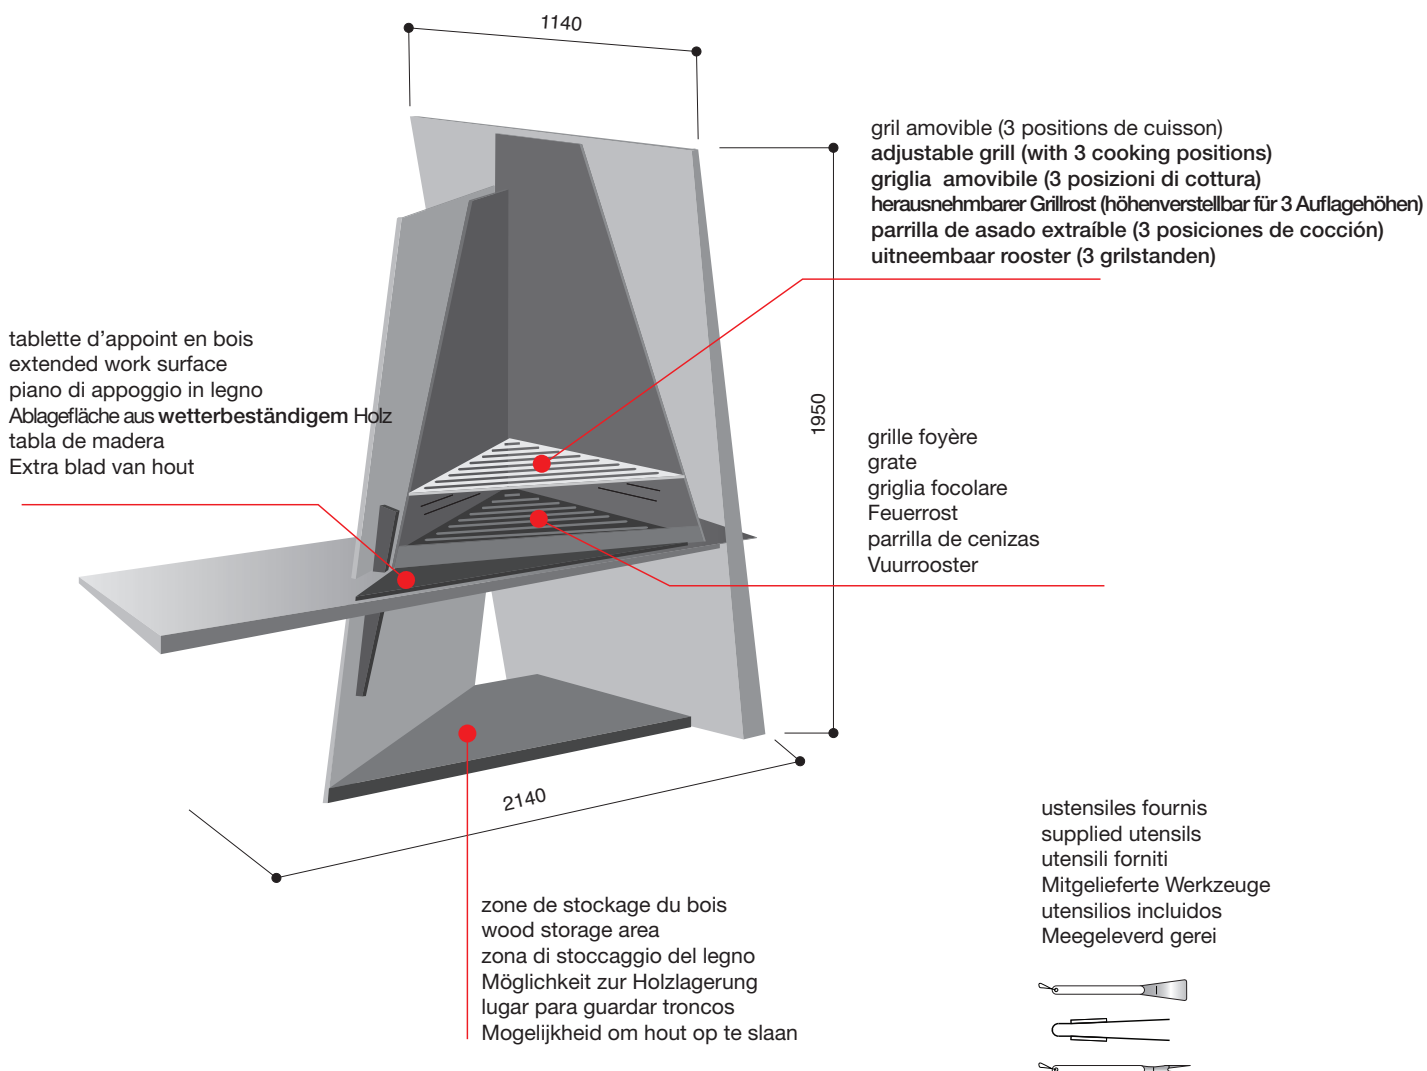 1140
gril amovible (3 positions de cuisson)
adjustable grill (with 3 cooking positions)
griglia  amovibile (3 posizioni di cottura)
herausnehmbarer Grillrost (höhenverstellbar für 3 Auflagehöhen)
parrilla de asado extraíble (3 posiciones de cocción)
uitneembaar rooster (3 grilstanden)
tablette d’appoint en bois
extended work surface
piano di appoggio in legno
Ablagefläche aus wetterbeständigem Holz
tabla de madera
Extra blad van hout
1950
grille foyère
grate
griglia focolare
Feuerrost
parrilla de cenizas
Vuurrooster
2140
zone de stockage du bois
wood storage area
zona di stoccaggio del legno
Möglichkeit zur Holzlagerung
lugar para guardar troncos
Mogelijkheid om hout op te slaan
ustensiles fournis
supplied utensils
utensili forniti
Mitgelieferte Werkzeuge
utensilios incluidos
Meegeleverd gerei